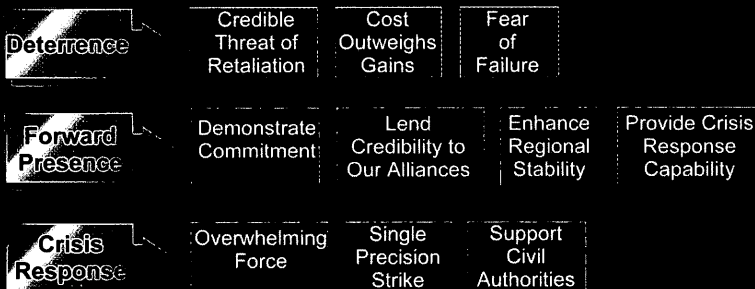 Deterrence
Credible
Threat of
Retaliation
Cost
Outweighs
Gains
Fear
of
Failure
Forward
Presence
Demonstrate
Commitment
Lend
Credibility to
Our Alliances
Enhance
Regional
Stability
Provide Crisis
Response
Capability
Crisis
Response
Overwhelming
Force
Single
Precision
Strike
Support
Civil
Authorities